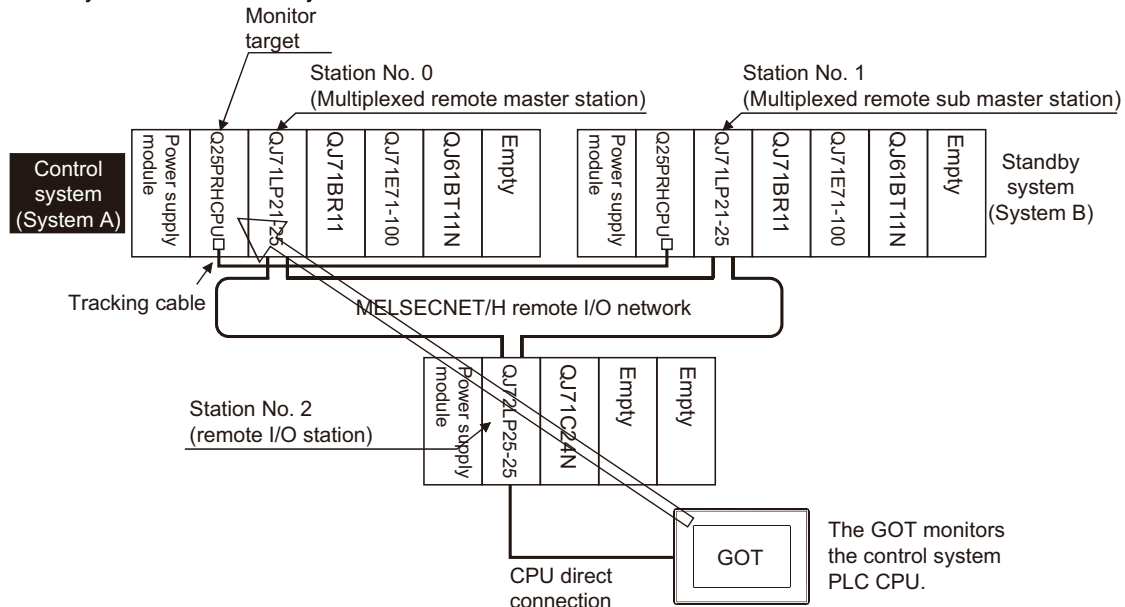 Monitor
target
Station No. 0
(Multiplexed remote master station)
Station No. 1
(Multiplexed remote sub master station)
Control
system
(System A)
Power supply
module
Q25PRHCPU
QJ71LP21-25
QJ71BR11
QJ71E71-100
QJ61BT11N
Empty
Power supply
module
Q25PRHCPU
QJ71LP21-25
QJ71BR11
QJ71E71-100
QJ61BT11N
Empty
Standby
system
(System B)
Tracking cable
MELSECNET/H remote I/O network
Station No. 2
(remote I/O station)
Power supply
module
QJ72LP25-25
QJ71C24N
Empty
Empty
GOT
The GOT monitors
the control system
PLC CPU.
CPU direct
connection